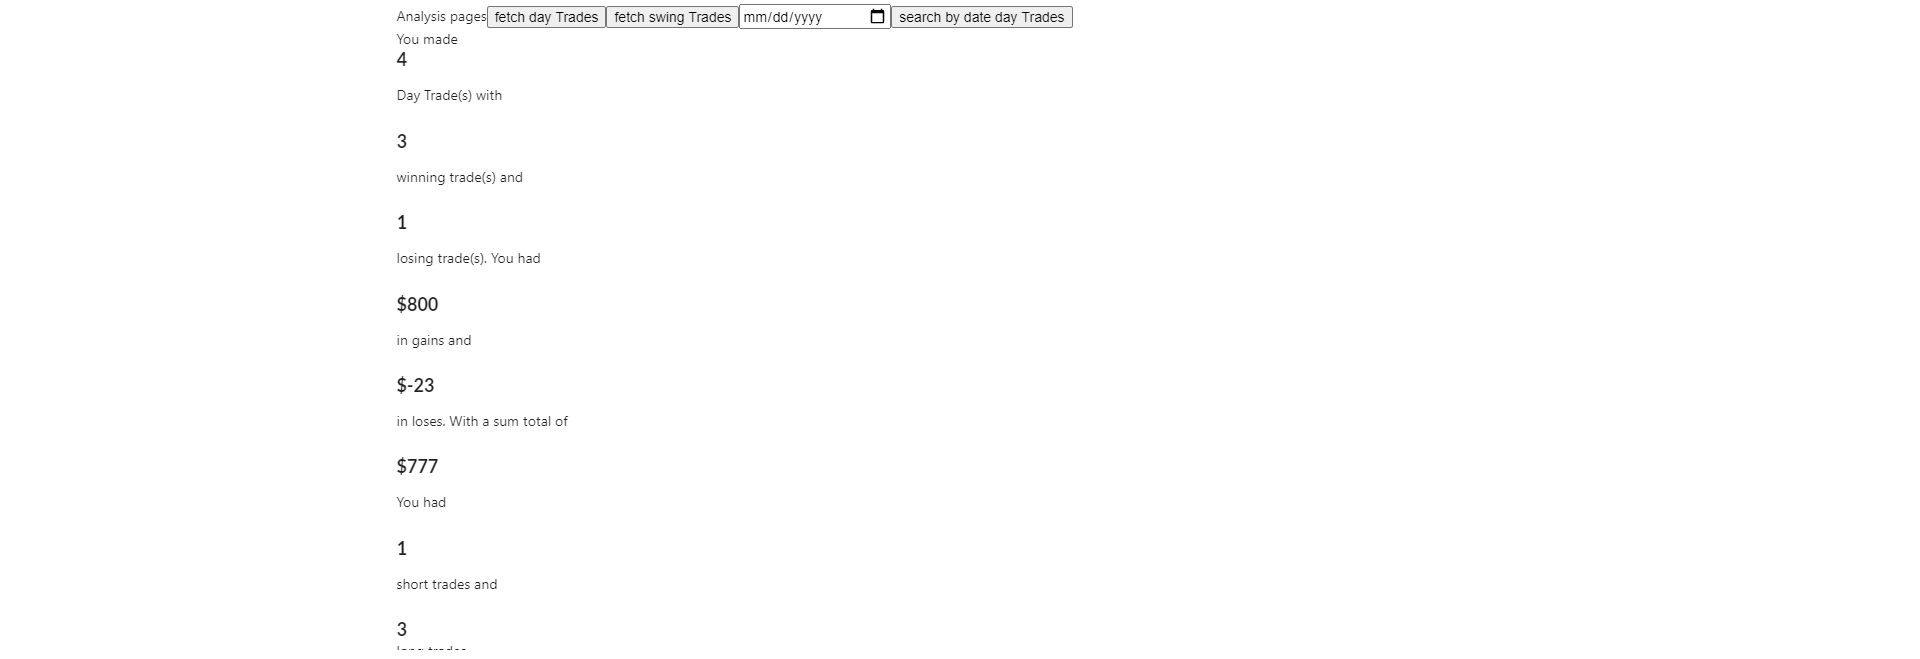 Analysis pages fetch day Trades fetch swing Trades mm/dd/yyyy search by date day Trades
You made
4
Day Trade(s) with
3
winning trade(s) and
1
losing trade(s). You had
$800
in gains and
$-23
in loses. With a sum total of
$777
You had
1
short trades and
3
long trades